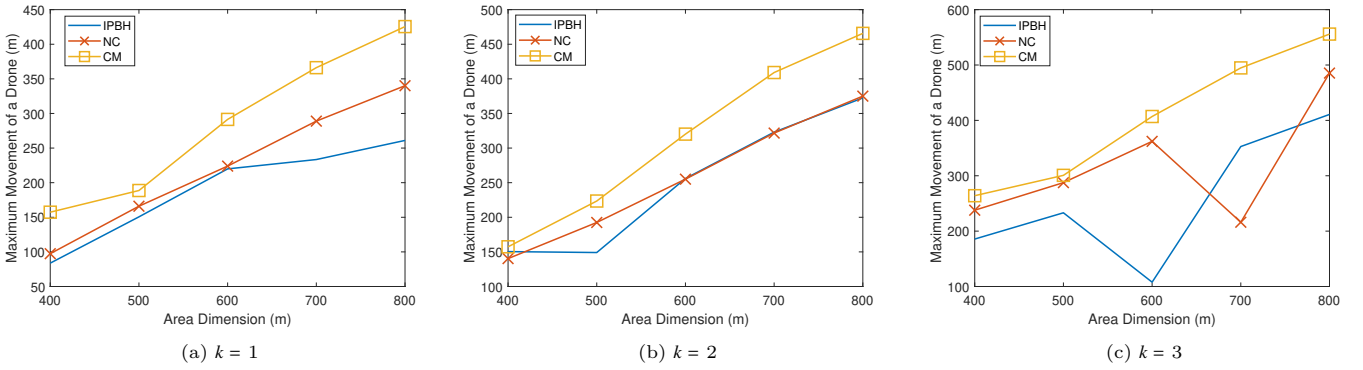 450
400
350
300
250
200
150
100
50
Maximum Movement of a Drone (m)
IPBH
NC
CM
400
500
600
700
800
Area Dimension (m)
(a) k = 1
500
450
400
350
300
250
200
150
100
Maximum Movement of a Drone (m)
IPBH
NC
CM
400
500
600
700
800
Area Dimension (m)
(b) k = 2
600
500
400
300
200
100
Maximum Movement of a Drone (m)
IPBH
NC
CM
400
500
600
700
800
Area Dimension (m)
(c) k = 3